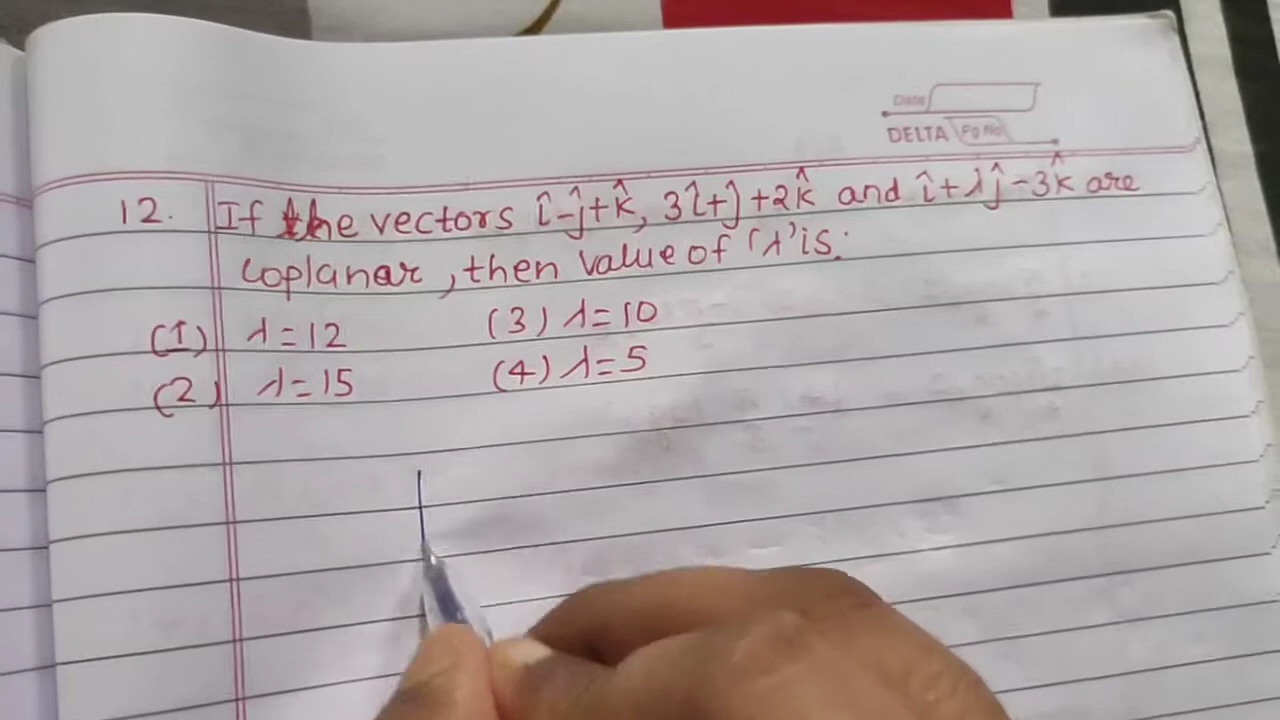 Date
DELTA Pg No
12. If the vectors î-ĵ+k̂, 3î+ĵ+2k̂ and î+λĵ-3k̂ are
coplanar, then value of 'λ' is:
(1) λ=12 (3) λ=10
(2) λ=15 (4) λ=5